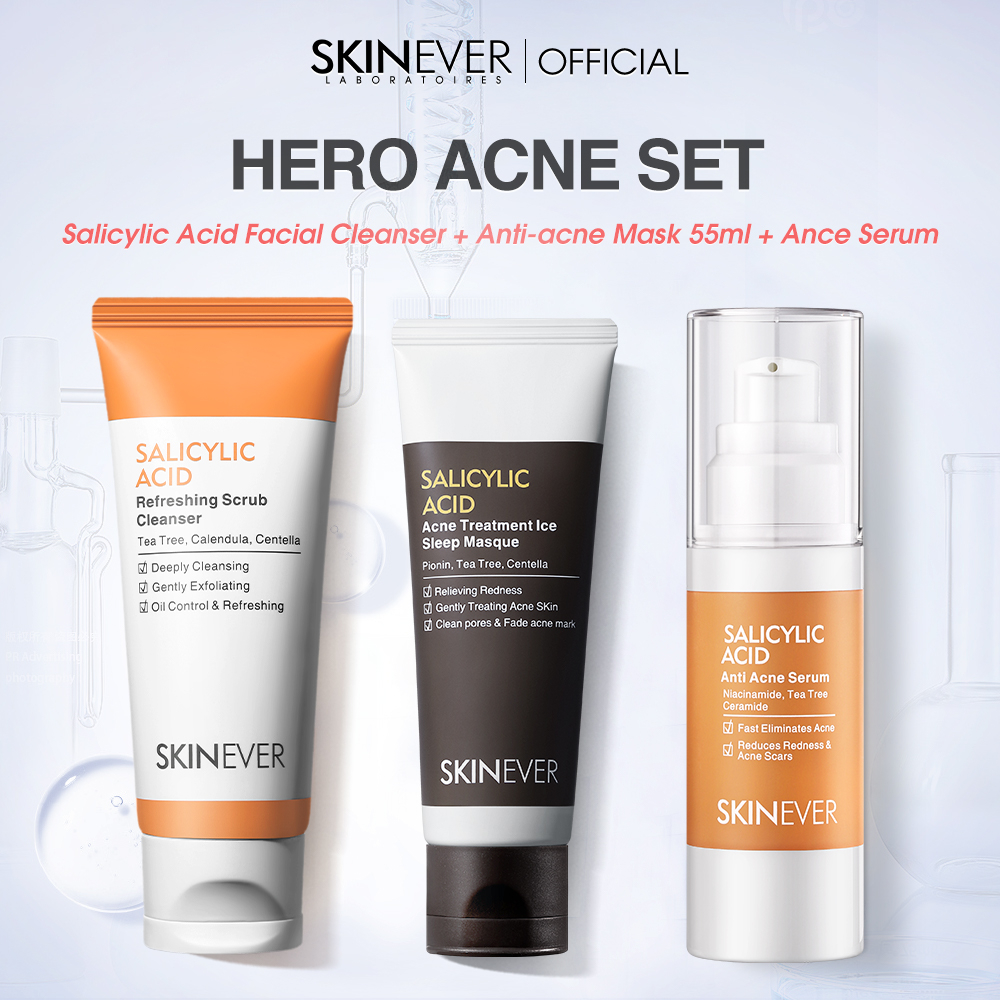 SKINEVER | OFFICIAL
LABORATOIRES
HERO ACNE SET
Salicylic Acid Facial Cleanser + Anti-acne Mask 55ml + Ance Serum
SALICYLIC
ACID
Refreshing Scrub
Cleanser
Tea Tree, Calendula, Centella
☑ Deeply Cleansing
☑ Gently Exfoliating
☑ Oil Control & Refreshing
SKINEVER
SALICYLIC
ACID
Acne Treatment Ice
Sleep Masque
Pionin, Tea Tree, Centella
☑ Relieving Redness
☑ Gently Treating Acne SKin
☑ Clean pores & Fade acne mark
SKINEVER
SALICYLIC
ACID
Anti Acne Serum
Niacinamide, Tea Tree
Ceramide
☑ Fast Eliminates Acne
☑ Reduces Redness &
Acne Scars
SKINEVER